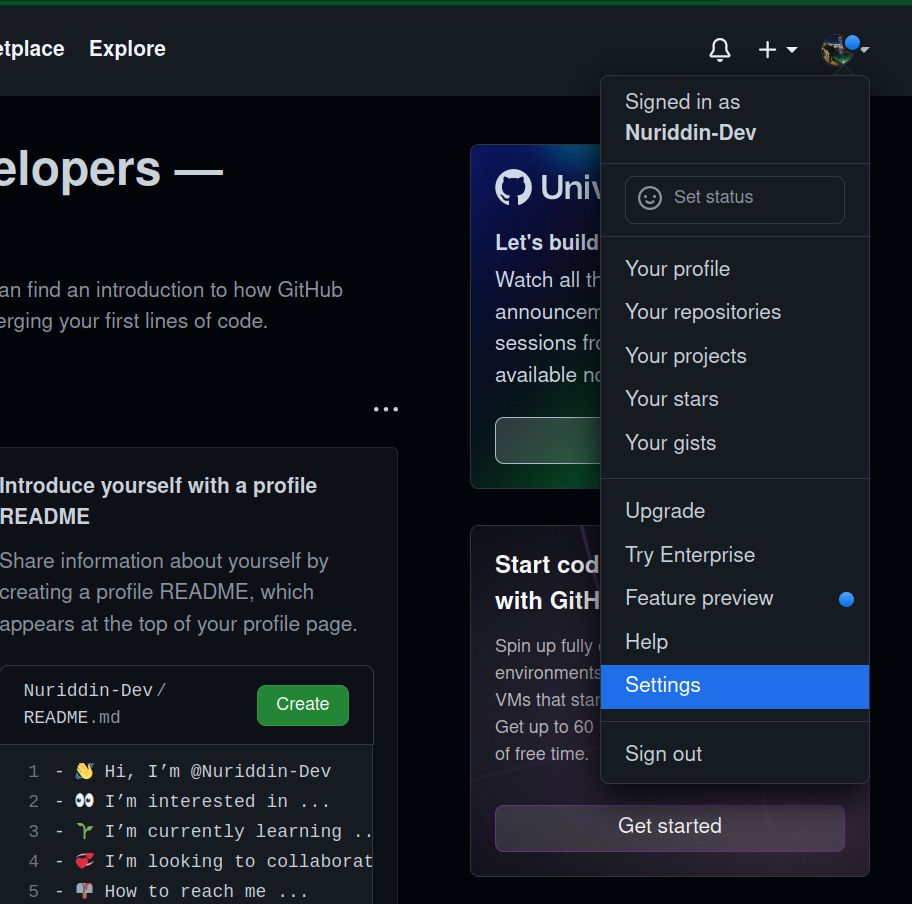 etplace Explore
Signed in as
Nuriddin-Dev
Set status
Your profile
Your repositories
Your projects
Your stars
Your gists
Upgrade
Try Enterprise
Feature preview
Help
Settings
Sign out
elopers —
an find an introduction to how GitHub
erging your first lines of code.
Introduce yourself with a profile
README
Share information about yourself by
creating a profile README, which
appears at the top of your profile page.
Nuriddin-Dev/
README.md
Create
1 - 👋 Hi, I’m @Nuriddin-Dev
2 - 👀 I’m interested in ...
3 - 🌱 I’m currently learning ..
4 - 💞️ I’m looking to collaborat
5 - 📫 How to reach me ...
Univ
Let's build
Watch all th
announcem
sessions fro
available no
Start cod
with GitH
Spin up fully
environments
VMs that star
Get up to 60
of free time.
Get started